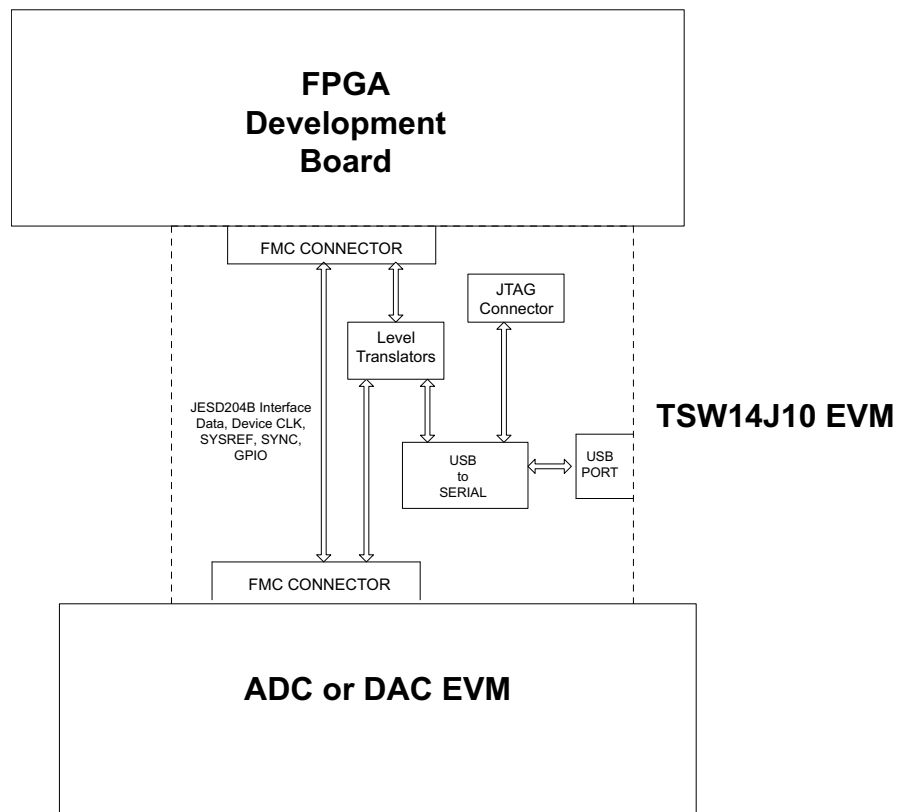 FPGA
Development
Board
FMC CONNECTOR
JTAG
Connector
Level
Translators
JESD204B Interface
Data, Device CLK,
SYSREF, SYNC,
GPIO
TSW14J10 EVM
USB
to
SERIAL
USB
PORT
FMC CONNECTOR
ADC or DAC EVM